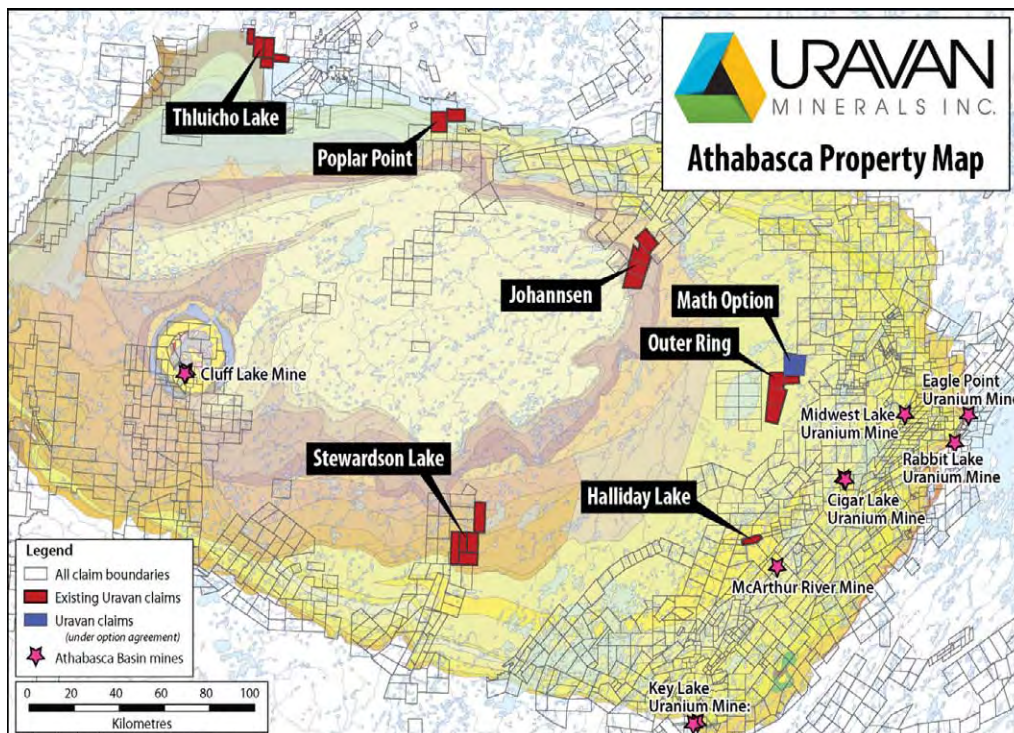 URAVAN
MINERALS INC.
Athabasca Property Map
Thluicho Lake
Poplar Point
Johannsen
Math Option
Outer Ring
Cluff Lake Mine
Eagle Point
Uranium Mine
Midwest Lake
Uranium Mine
Rabbit Lake
Uranium Mine
Stewardson Lake
Cigar Lake
Uranium Mine
Halliday Lake
McArthur River Mine
Key Lake
Uranium Mine:
Legend
All claim boundaries
Existing Uravan claims
Uravan claims
(under option agreement)
Athabasca Basin mines
0 20 40 60 80 100
Kilometres